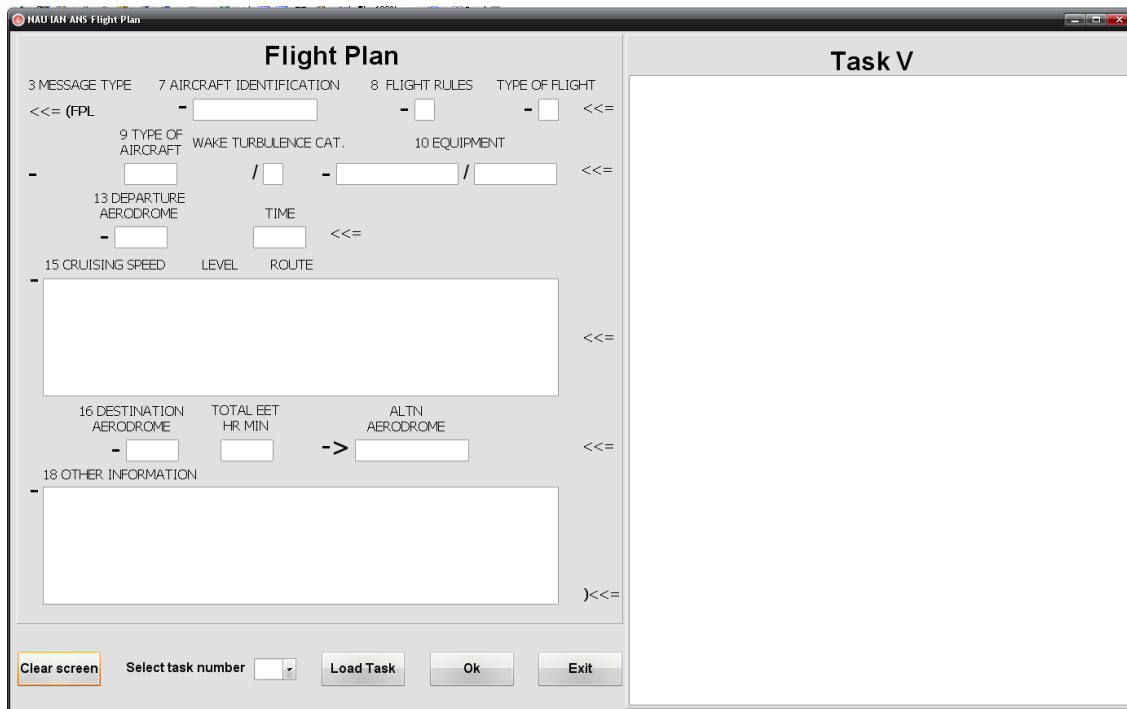 NAU IAN ANS Flight Plan
Flight Plan
Task V
3 MESSAGE TYPE 7 AIRCRAFT IDENTIFICATION 8 FLIGHT RULES TYPE OF FLIGHT
<<= (FPL - - - <<=
9 TYPE OF
AIRCRAFT WAKE TURBULENCE CAT. 10 EQUIPMENT
- / - / <<=
13 DEPARTURE
AERODROME TIME
- <<=
15 CRUISING SPEED LEVEL ROUTE
-
<<=
16 DESTINATION TOTAL EET ALTN
AERODROME HR MIN AERODROME
- -> <<=
18 OTHER INFORMATION
-
)<<=
Clear screen Select task number Load Task Ok Exit